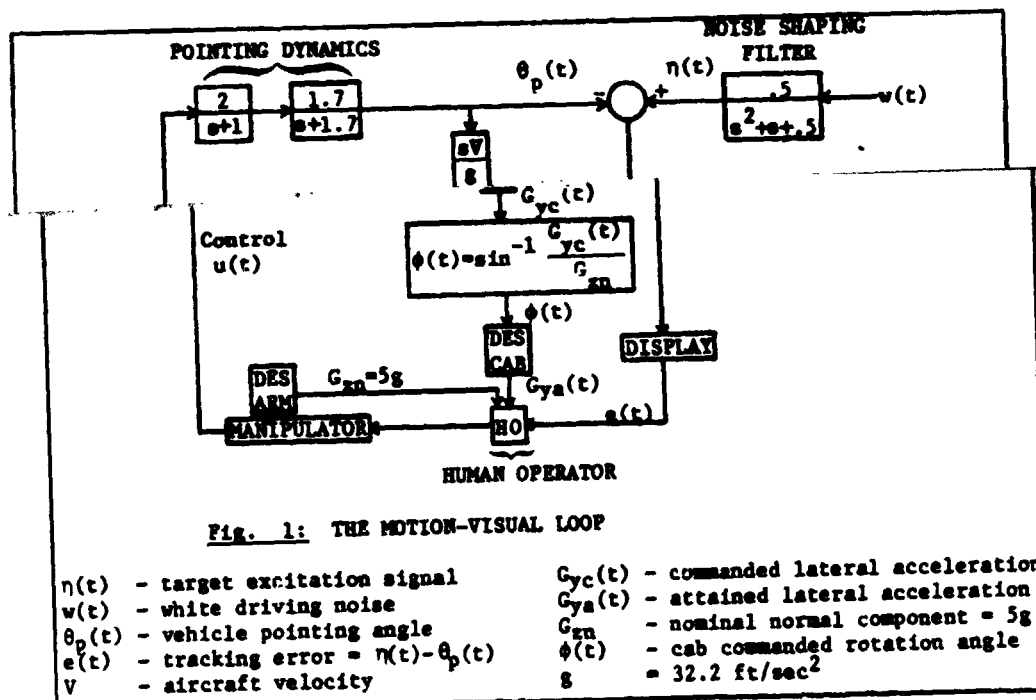 POINTING DYNAMICS
NOISE SHAPING
FILTER
2
s+1
1.7
s+1.7
θp(t)
-
+
η(t)
.5
s²+s+.5
w(t)
sV
g
Gyc(t)
Control
u(t)
φ(t)=sin⁻¹ Gyc(t)
Gzn
φ(t)
DES
CAB
DISPLAY
DES
ARM
Gzn=5g
Gya(t)
e(t)
MANIPULATOR
HO
HUMAN OPERATOR
Fig. 1: THE MOTION-VISUAL LOOP
η(t) - target excitation signal
w(t) - white driving noise
θp(t) - vehicle pointing angle
e(t) - tracking error = η(t)-θp(t)
V - aircraft velocity
Gyc(t) - commanded lateral acceleration
Gya(t) - attained lateral acceleration
Gzn - nominal normal component = 5g
φ(t) - cab commanded rotation angle
g = 32.2 ft/sec²